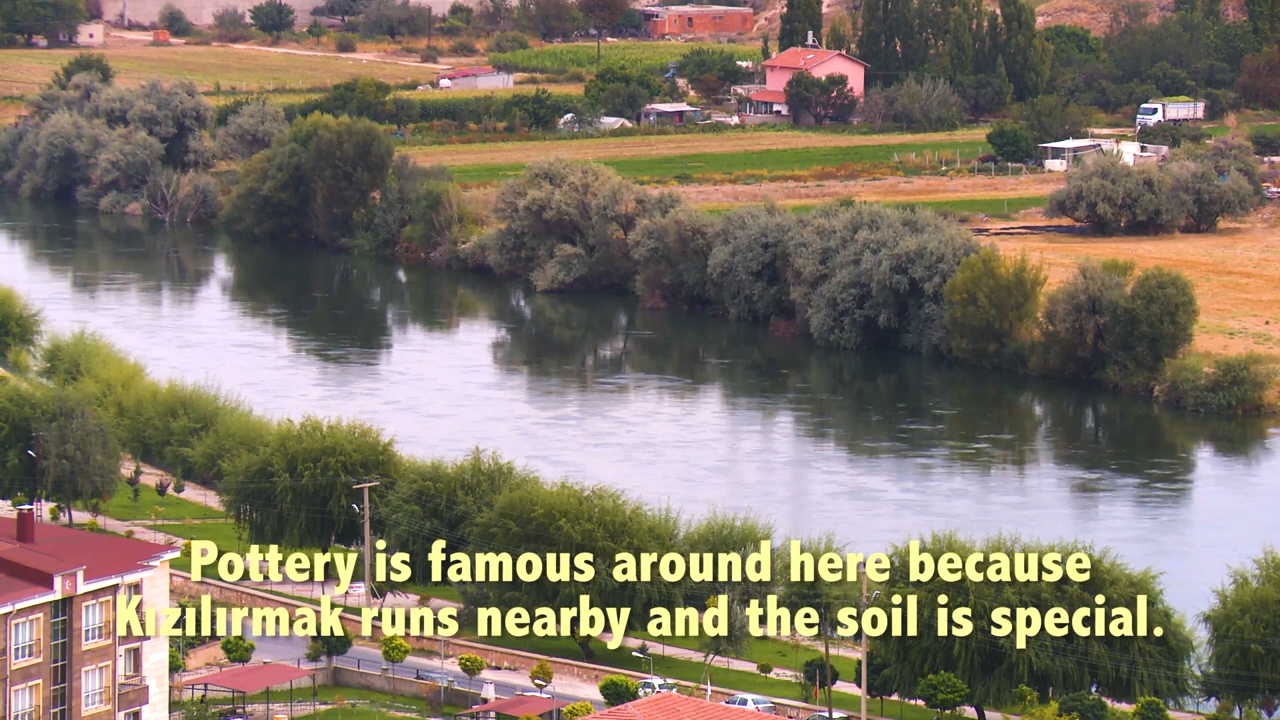 Pottery is famous around here because
Kızılırmak runs nearby and the soil is special.